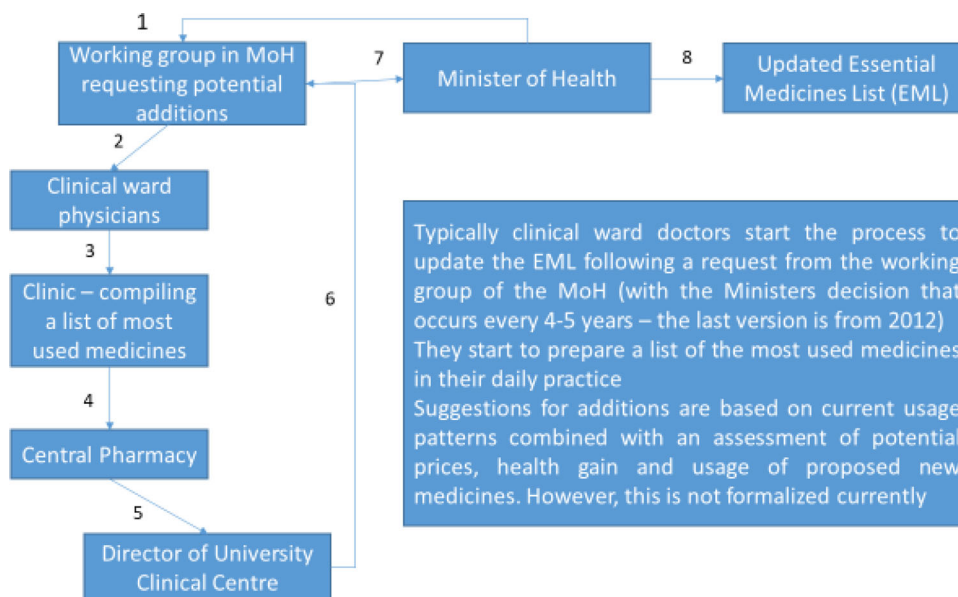 1
Working group in MoH
requesting potential
additions
7
Minister of Health
8
Updated Essential
Medicines List (EML)
2
Clinical ward
physicians
3
Clinic – compiling
a list of most
used medicines
6
4
Central Pharmacy
5
Director of University
Clinical Centre
Typically clinical ward doctors start the process to
update the EML following a request from the working
group of the MoH (with the Ministers decision that
occurs every 4-5 years – the last version is from 2012)
They start to prepare a list of the most used medicines
in their daily practice
Suggestions for additions are based on current usage
patterns combined with an assessment of potential
prices, health gain and usage of proposed new
medicines. However, this is not formalized currently